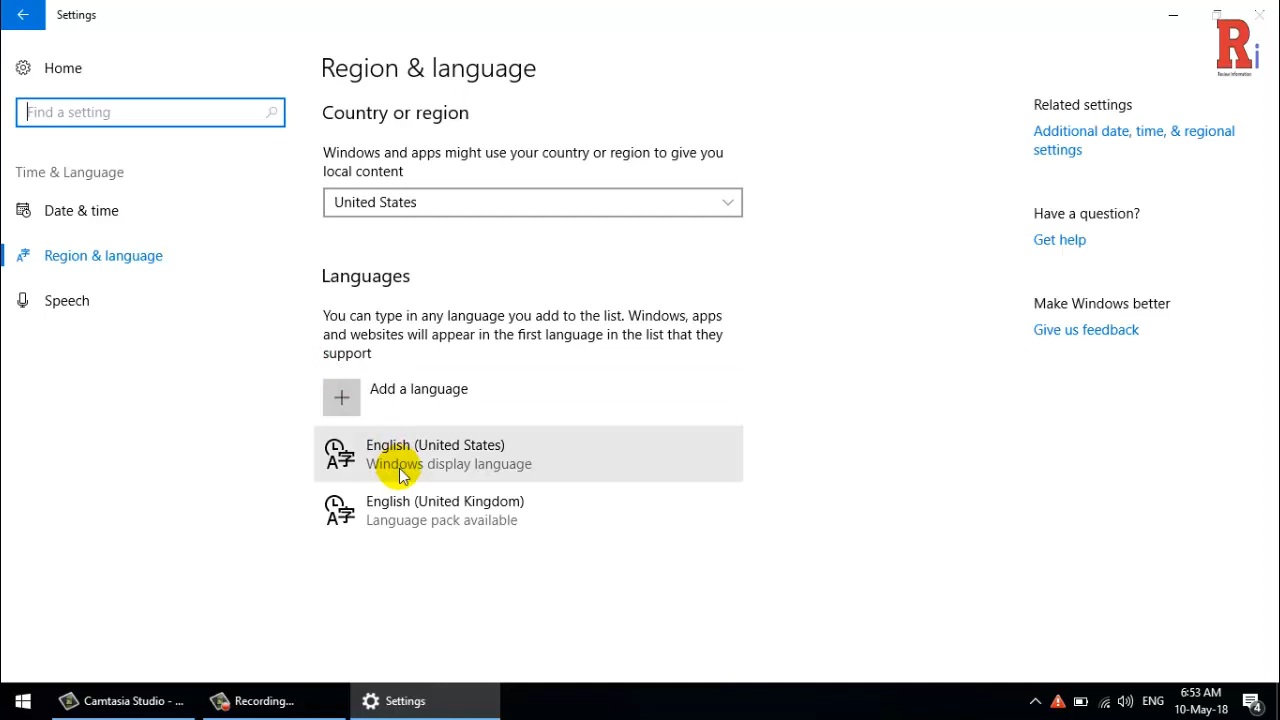 Settings
Home
Find a setting
Time & Language
Date & time
Region & language
Speech
Region & language
Country or region
Windows and apps might use your country or region to give you
local content
United States
Languages
You can type in any language you add to the list. Windows, apps
and websites will appear in the first language in the list that they
support
Add a language
English (United States)
Windows display language
English (United Kingdom)
Language pack available
Ri
Review Information
Related settings
Additional date, time, & regional
settings
Have a question?
Get help
Make Windows better
Give us feedback
Camtasia Studio - ...
Recording...
Settings
ENG
6:53 AM
10-May-18
4